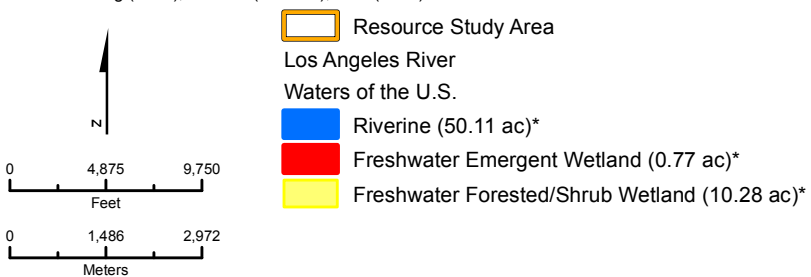 Resource Study Area
Los Angeles River
Waters of the U.S.
Riverine (50.11 ac)*
Freshwater Emergent Wetland (0.77 ac)*
Freshwater Forested/Shrub Wetland (10.28 ac)*
N
0 4,875 9,750
Feet
0 1,486 2,972
Meters